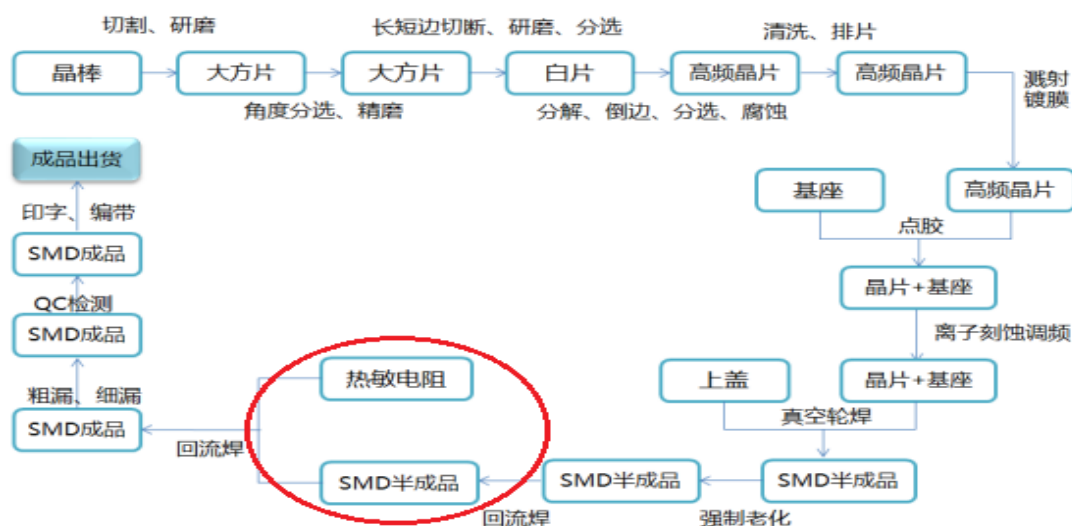 切割、研磨
长短边切断、研磨、分选
清洗、排片
晶棒
大方片
大方片
白片
高频晶片
高频晶片
角度分选、精磨
分解、倒边、分选、腐蚀
溅射
镀膜
成品出货
基座
高频晶片
印字、编带
点胶
SMD成品
晶片+基座
QC检测
SMD成品
离子刻蚀调频
热敏电阻
上盖
晶片+基座
粗漏、细漏
真空轮焊
SMD成品
回流焊
SMD半成品
SMD半成品
SMD半成品
回流焊
强制老化